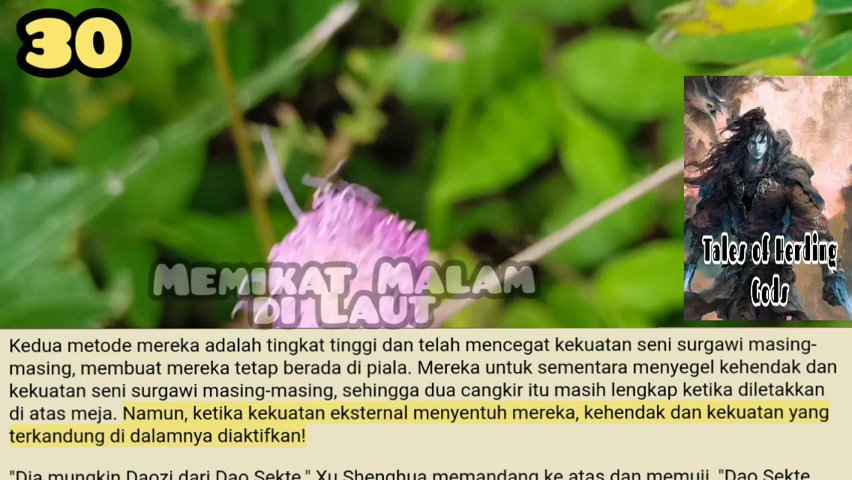 30
Tales of Herding
Gods
Memikat Malam
di Laut
Kedua metode mereka adalah tingkat tinggi dan telah mencegat kekuatan seni surgawi masing-
masing, membuat mereka tetap berada di piala. Mereka untuk sementara menyegel kehendak dan
kekuatan seni surgawi masing-masing, sehingga dua cangkir itu masih lengkap ketika diletakkan
di atas meja. Namun, ketika kekuatan eksternal menyentuh mereka, kehendak dan kekuatan yang
terkandung di dalamnya diaktifkan!
"Dia mungkin Daozi dari Dao Sekte," Xu Shenghua memandang ke atas dan memuji, "Dao Sekte